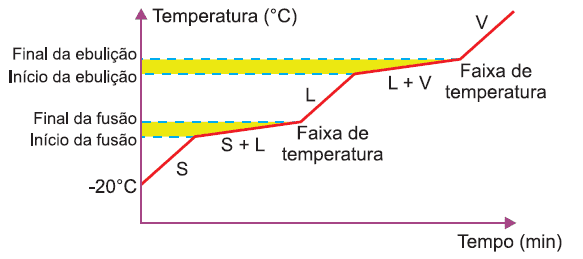 Temperatura (°C)
V
Final da ebulição
Início da ebulição
L + V
Faixa de
temperatura
L
Final da fusão
Início da fusão
S + L
Faixa de
temperatura
S
-20°C
Tempo (min)